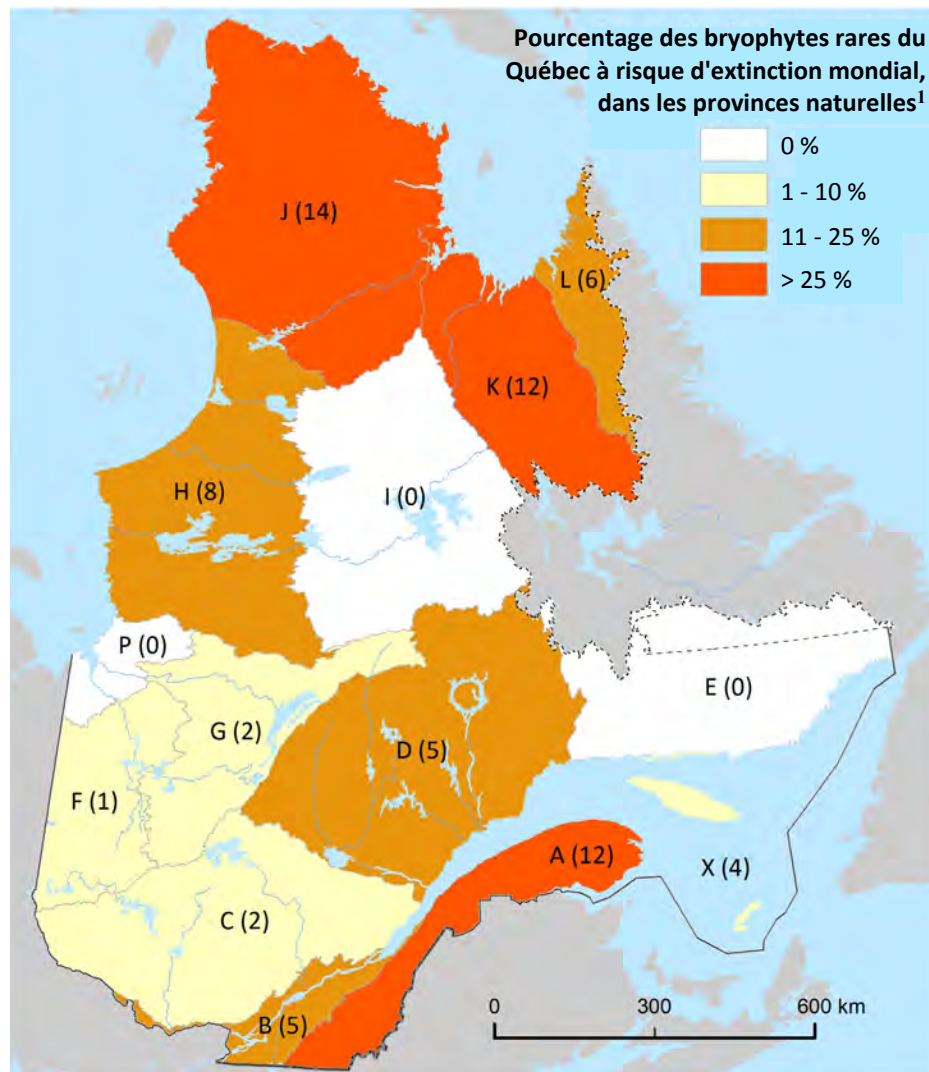 Pourcentage des bryophytes rares du
Québec à risque d'extinction mondial,
dans les provinces naturelles¹
0 %
1 - 10 %
11 - 25 %
> 25 %
J (14)
L (6)
K (12)
H (8)
I (0)
P (0)
E (0)
G (2)
D (5)
F (1)
A (12)
X (4)
C (2)
B (5)
0 300 600 km